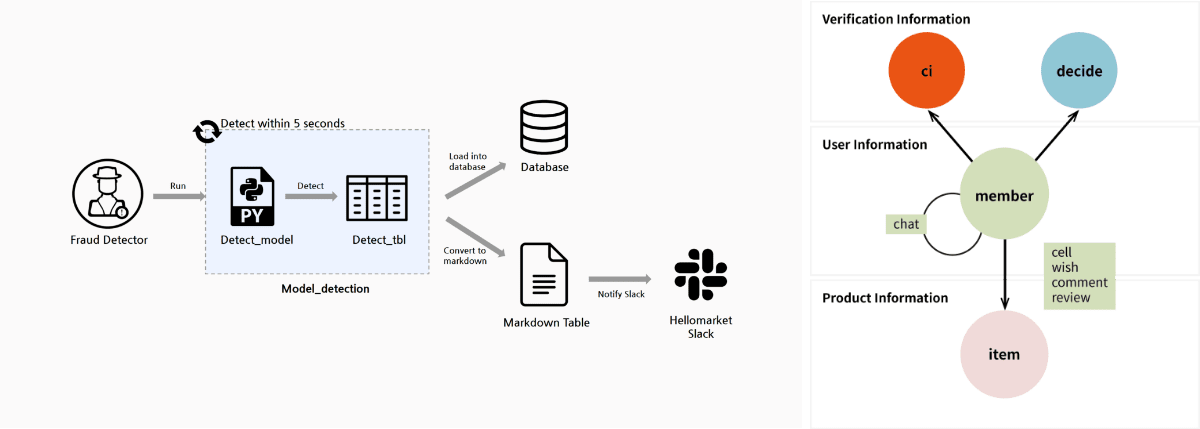 Detect within 5 seconds
Fraud Detector
Run
PY
Detect_model
Detect
Detect_tbl
Model_detection
Load into
database
Database
Convert to
markdown
Markdown Table
Notify Slack
Hellomarket
Slack
Verification Information
ci
decide
User Information
member
chat
cell
wish
comment
review
Product Information
item